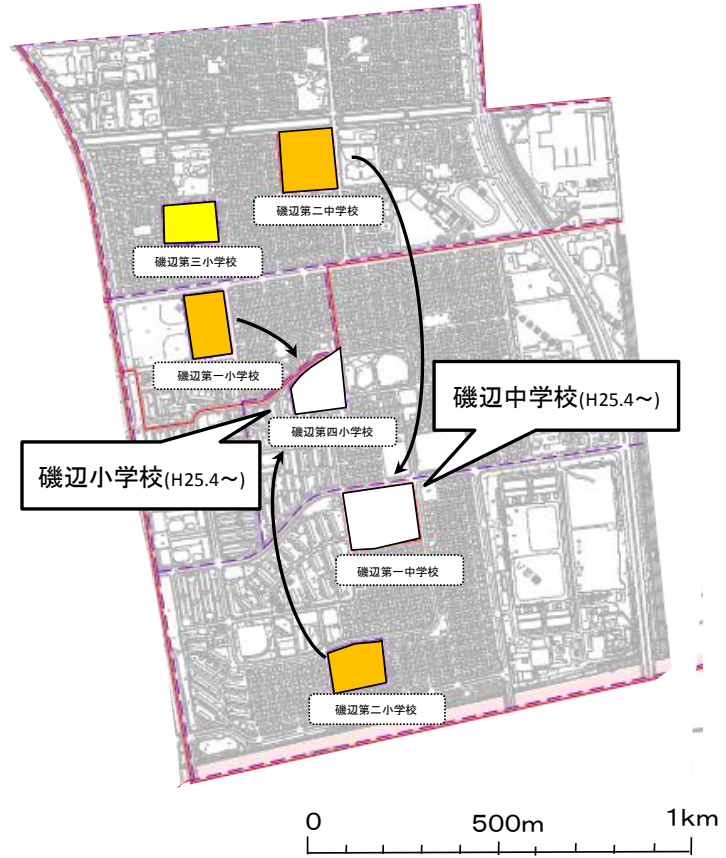 磯辺第二中学校
磯辺第三小学校
磯辺第一小学校
磯辺中学校(H25.4～)
磯辺第四小学校
磯辺小学校(H25.4～)
磯辺第一中学校
磯辺第二小学校
0 500m 1km